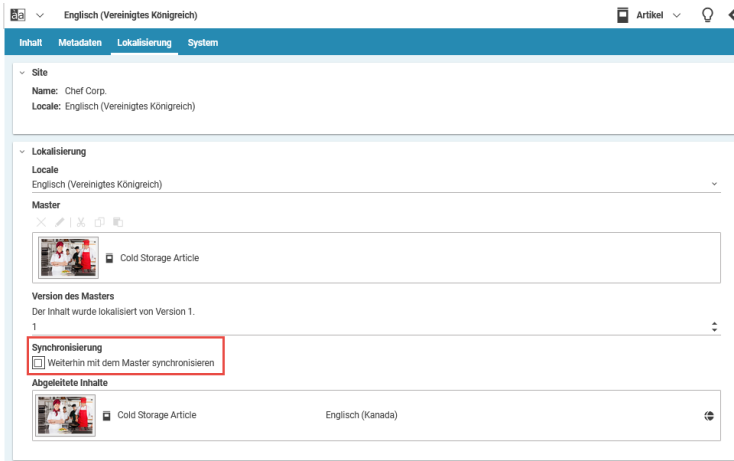 äa Englisch (Vereinigtes Königreich) Artikel
Inhalt Metadaten Lokalisierung System
Site
Name: Chef Corp.
Locale: Englisch (Vereinigtes Königreich)
Lokalisierung
Locale
Englisch (Vereinigtes Königreich)
Master
Cold Storage Article
Version des Masters
Der Inhalt wurde lokalisiert von Version 1.
1
Synchronisierung
Weiterhin mit dem Master synchronisieren
Abgeleitete Inhalte
Cold Storage Article Englisch (Kanada)